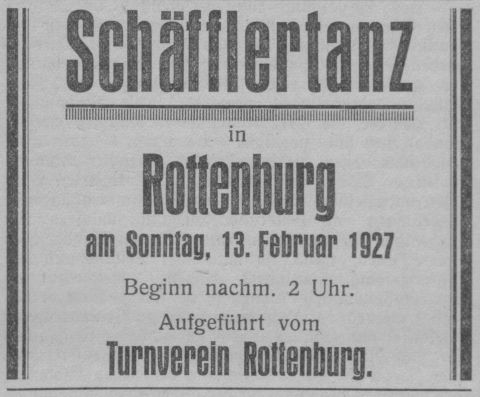 Schäfflertanz
in
Rottenburg
am Sonntag, 13. Februar 1927
Beginn nachm. 2 Uhr.
Aufgeführt vom
Turnverein Rottenburg.